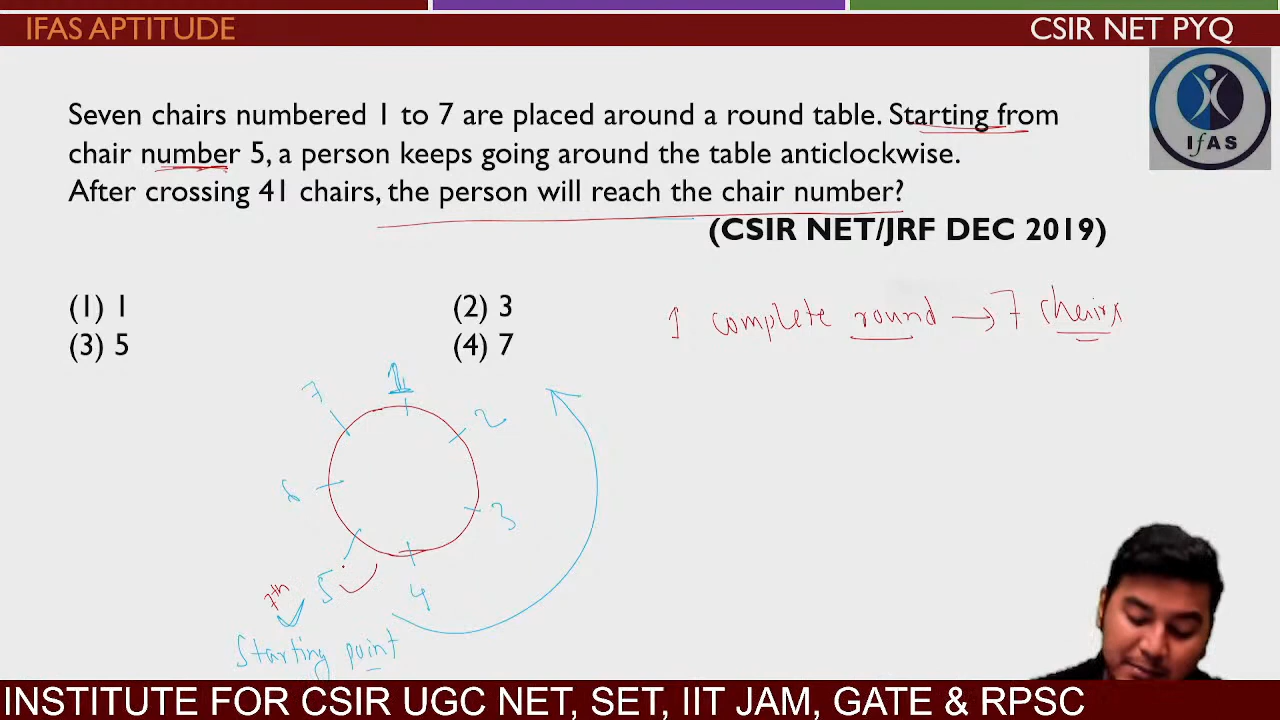 IFAS APTITUDE
CSIR NET PYQ
IfAS
Seven chairs numbered 1 to 7 are placed around a round table. Starting from
chair number 5, a person keeps going around the table anticlockwise.
After crossing 41 chairs, the person will reach the chair number?
(CSIR NET/JRF DEC 2019)
(1) 1
(2) 3
(3) 5
(4) 7
1 complete round → 7 chairs
1
7
2
6
3
5
4
7th
Starting point
INSTITUTE FOR CSIR UGC NET, SET, IIT JAM, GATE & RPSC